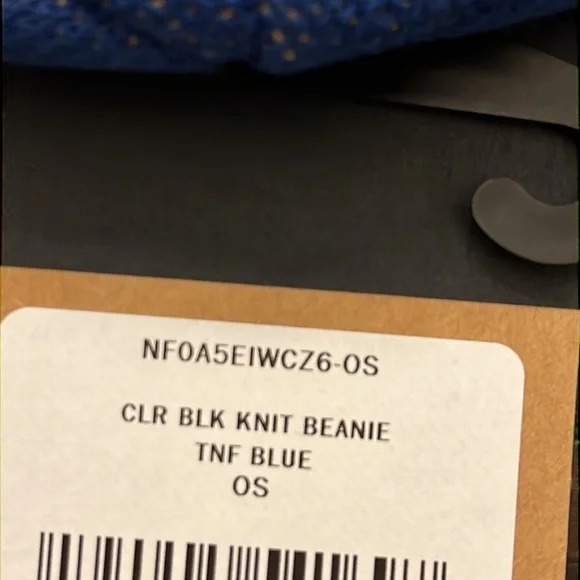 NF0A5EIWCZ6-OS
CLR BLK KNIT BEANIE
TNF BLUE
OS